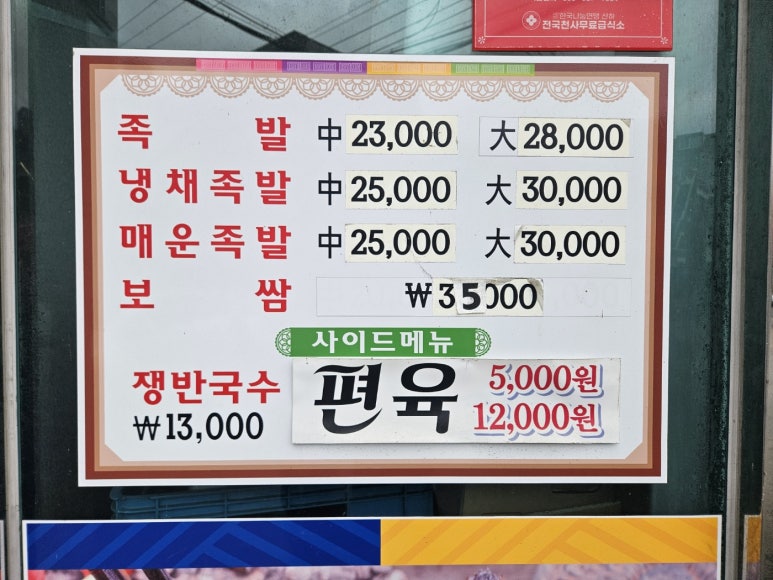 전국천사무료급식소
족발 中 23,000 大 28,000
냉채족발 中 25,000 大 30,000
매운족발 中 25,000 大 30,000
보쌈 ₩35000
사이드메뉴
쟁반국수 편육 5,000원
₩13,000 12,000원